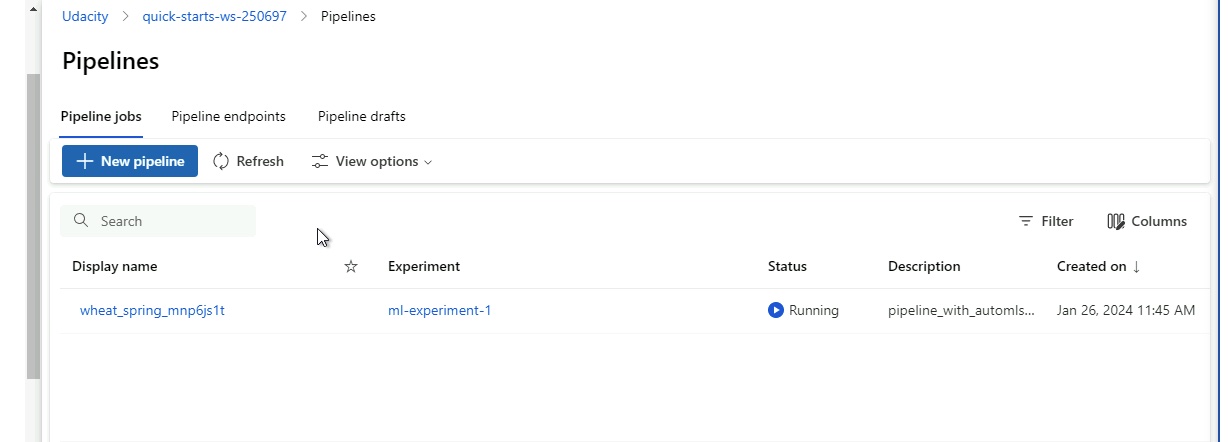 Udacity > quick-starts-ws-250697 > Pipelines
Pipelines
Pipeline jobs Pipeline endpoints Pipeline drafts
New pipeline Refresh View options
Search Filter Columns
Display name Experiment Status Description Created on ↓
wheat_spring_mnp6js1t ml-experiment-1 Running pipeline_with_automls... Jan 26, 2024 11:45 AM